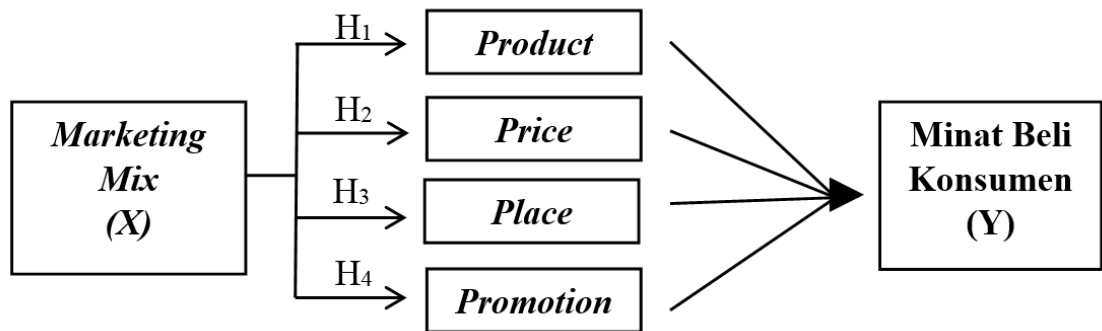 Marketing
Mix
(X)
H₁
Product
H₂
Price
H₃
Place
H₄
Promotion
Minat Beli
Konsumen
(Y)